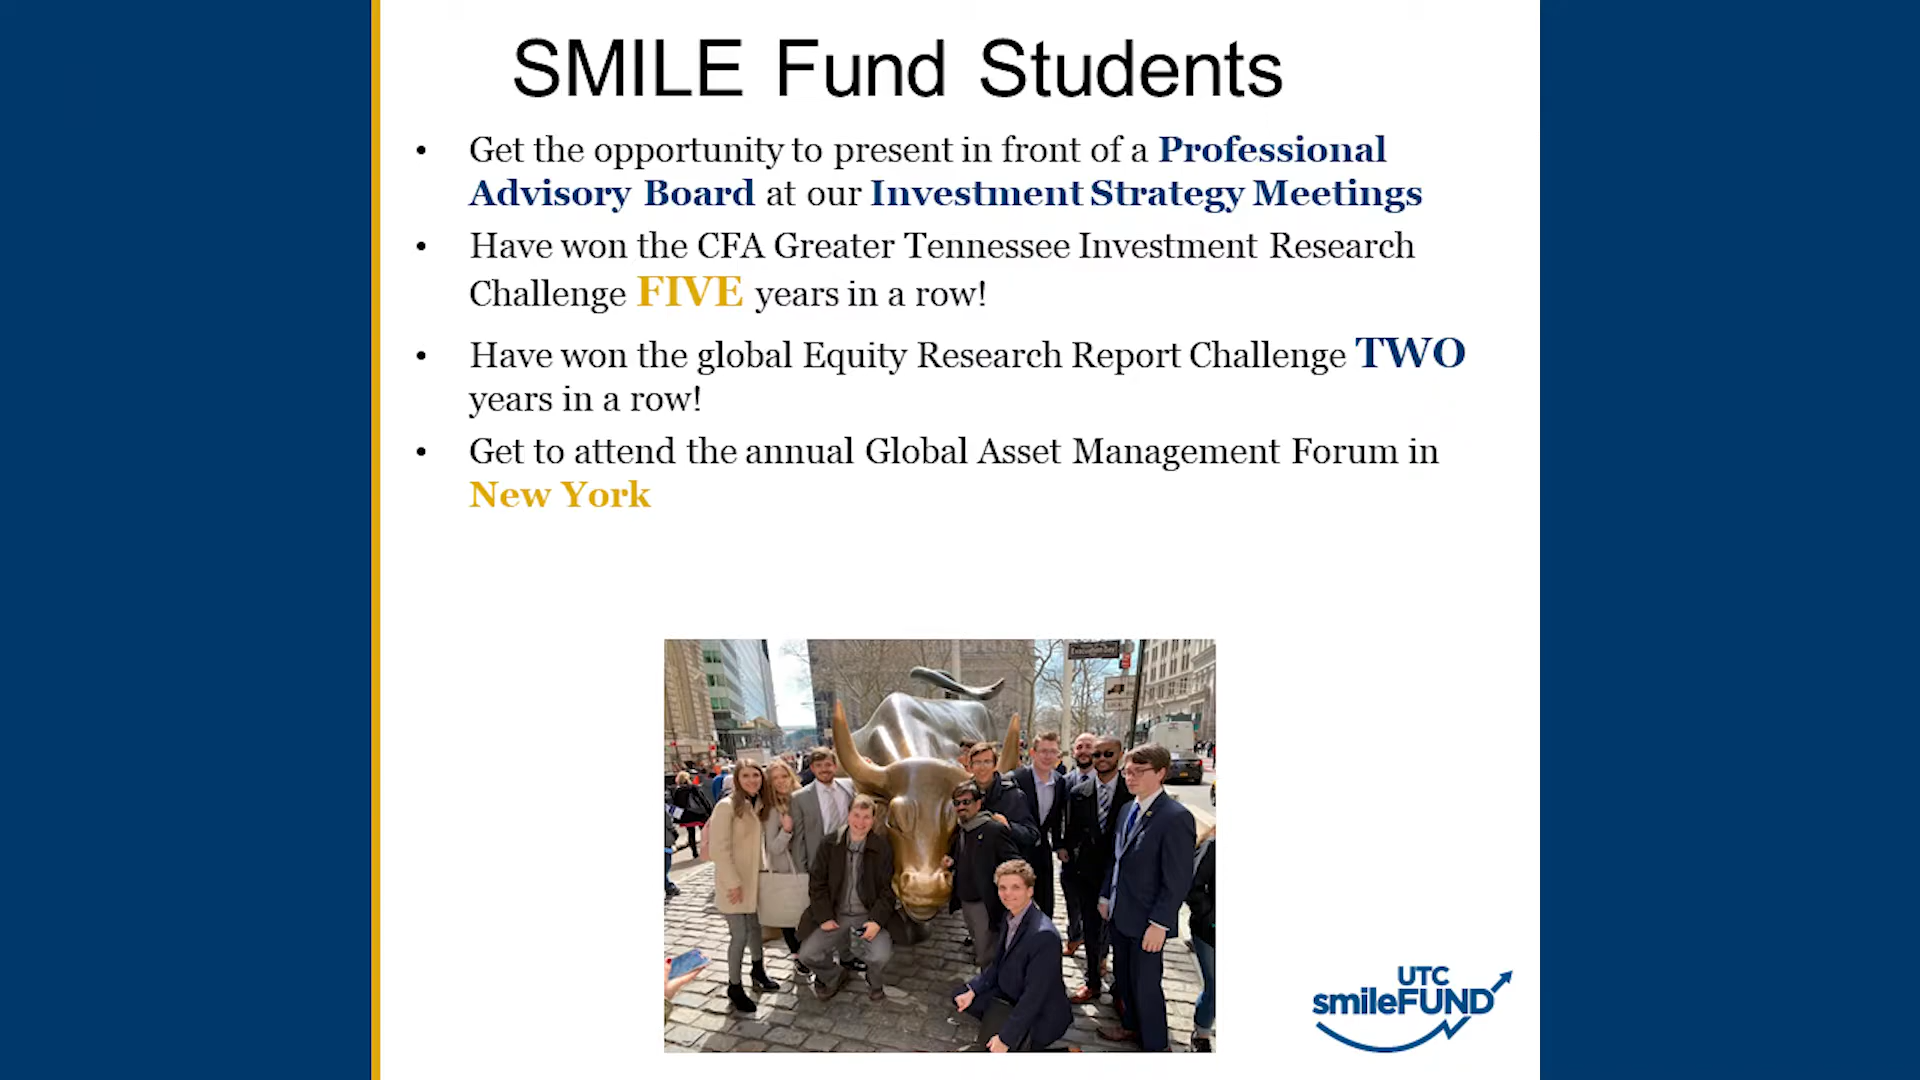 SMILE Fund Students
• Get the opportunity to present in front of a Professional
Advisory Board at our Investment Strategy Meetings
• Have won the CFA Greater Tennessee Investment Research
Challenge FIVE years in a row!
• Have won the global Equity Research Report Challenge TWO
years in a row!
• Get to attend the annual Global Asset Management Forum in
New York
Evacuation Day
UTC
smileFUND